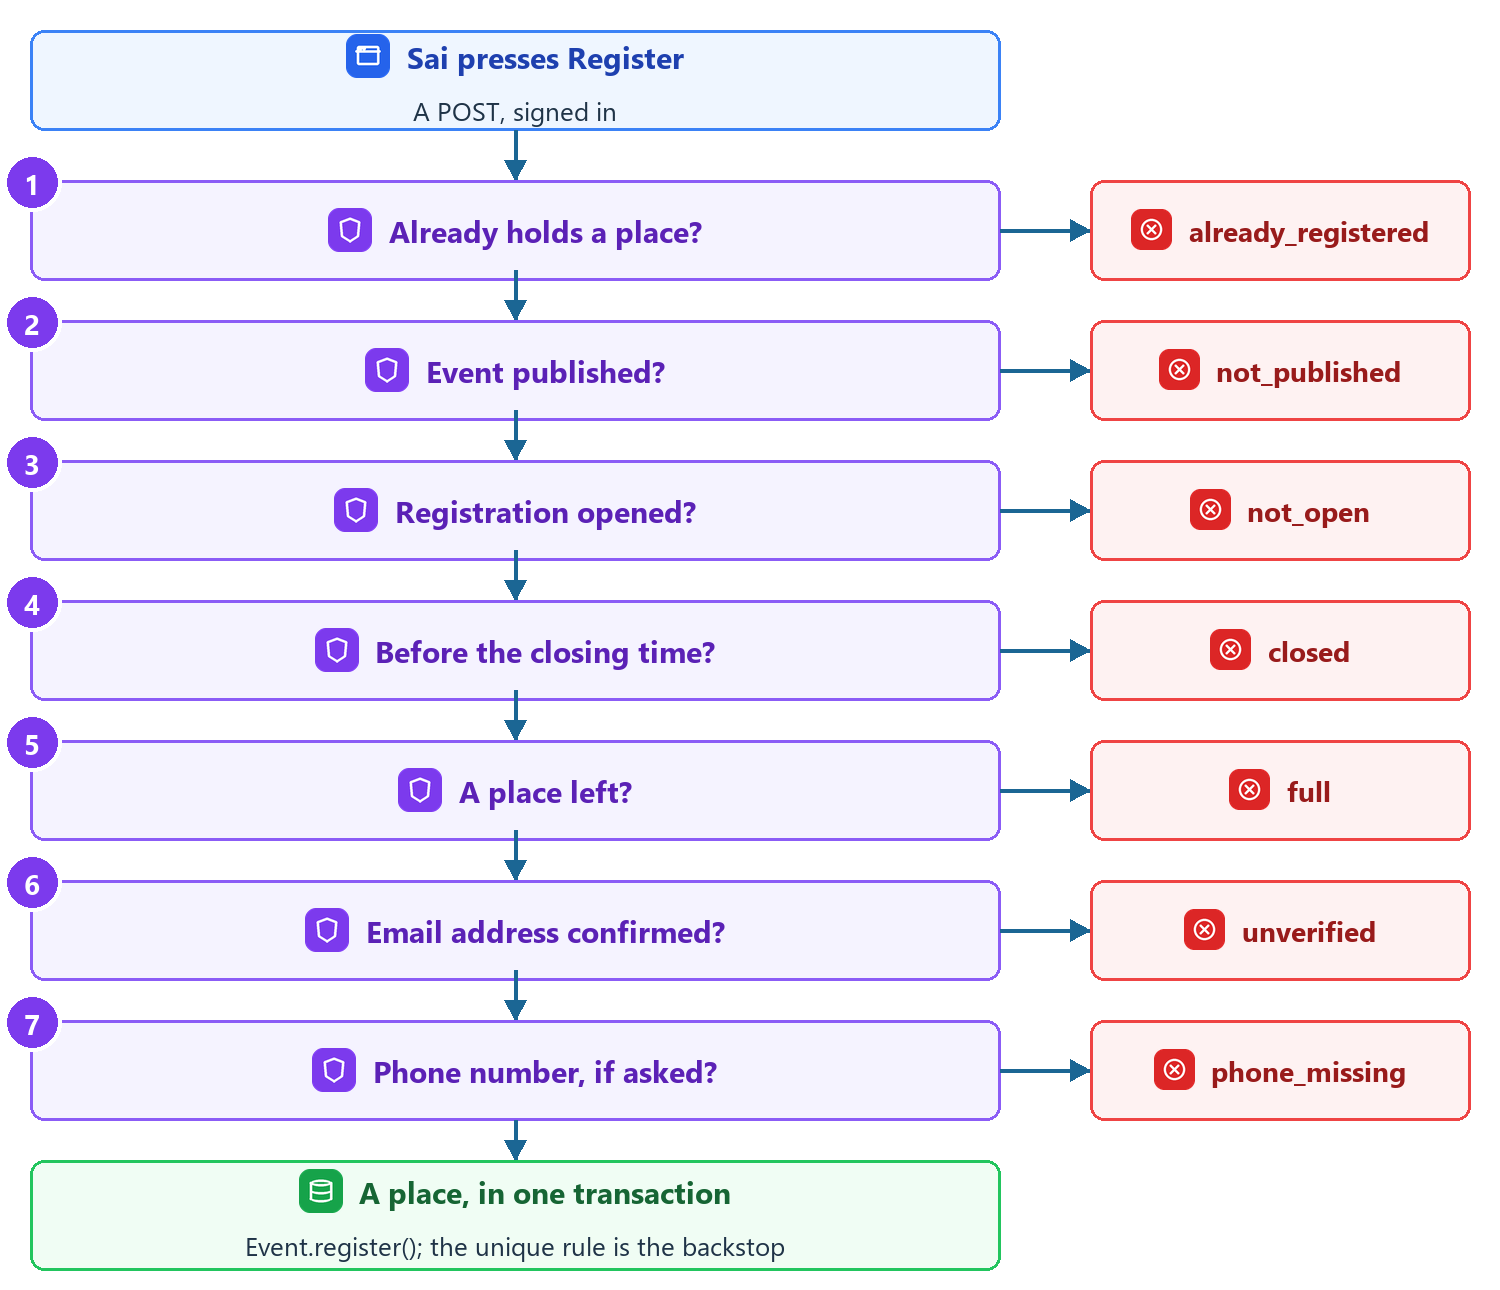 Sai presses Register
A POST, signed in
1
Already holds a place?
already_registered
2
Event published?
not_published
3
Registration opened?
not_open
4
Before the closing time?
closed
5
A place left?
full
6
Email address confirmed?
unverified
7
Phone number, if asked?
phone_missing
A place, in one transaction
Event.register(); the unique rule is the backstop